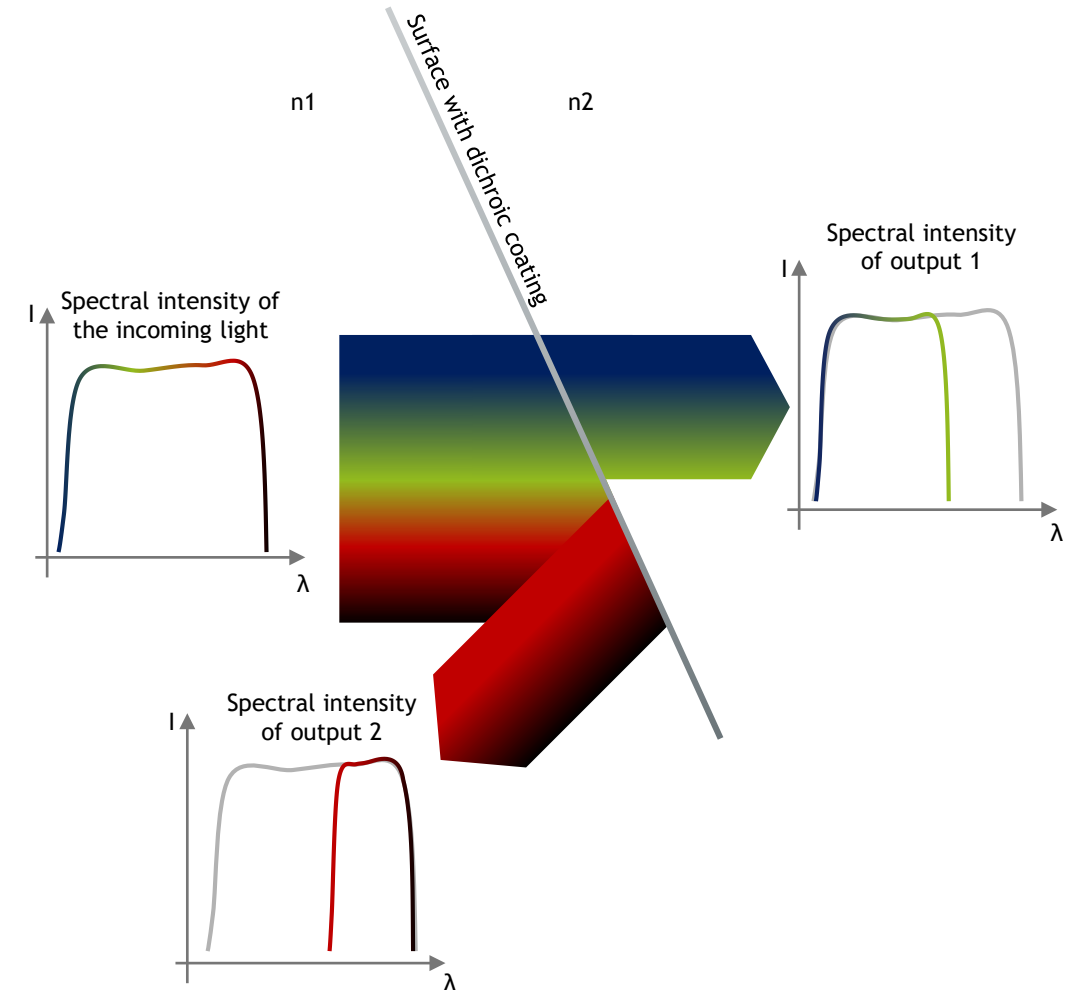 Surface with dichroic coating
n1
n2
Spectral intensity
of output 1
I
λ
Spectral intensity of
the incoming light
I
λ
Spectral intensity
of output 2
I
λ